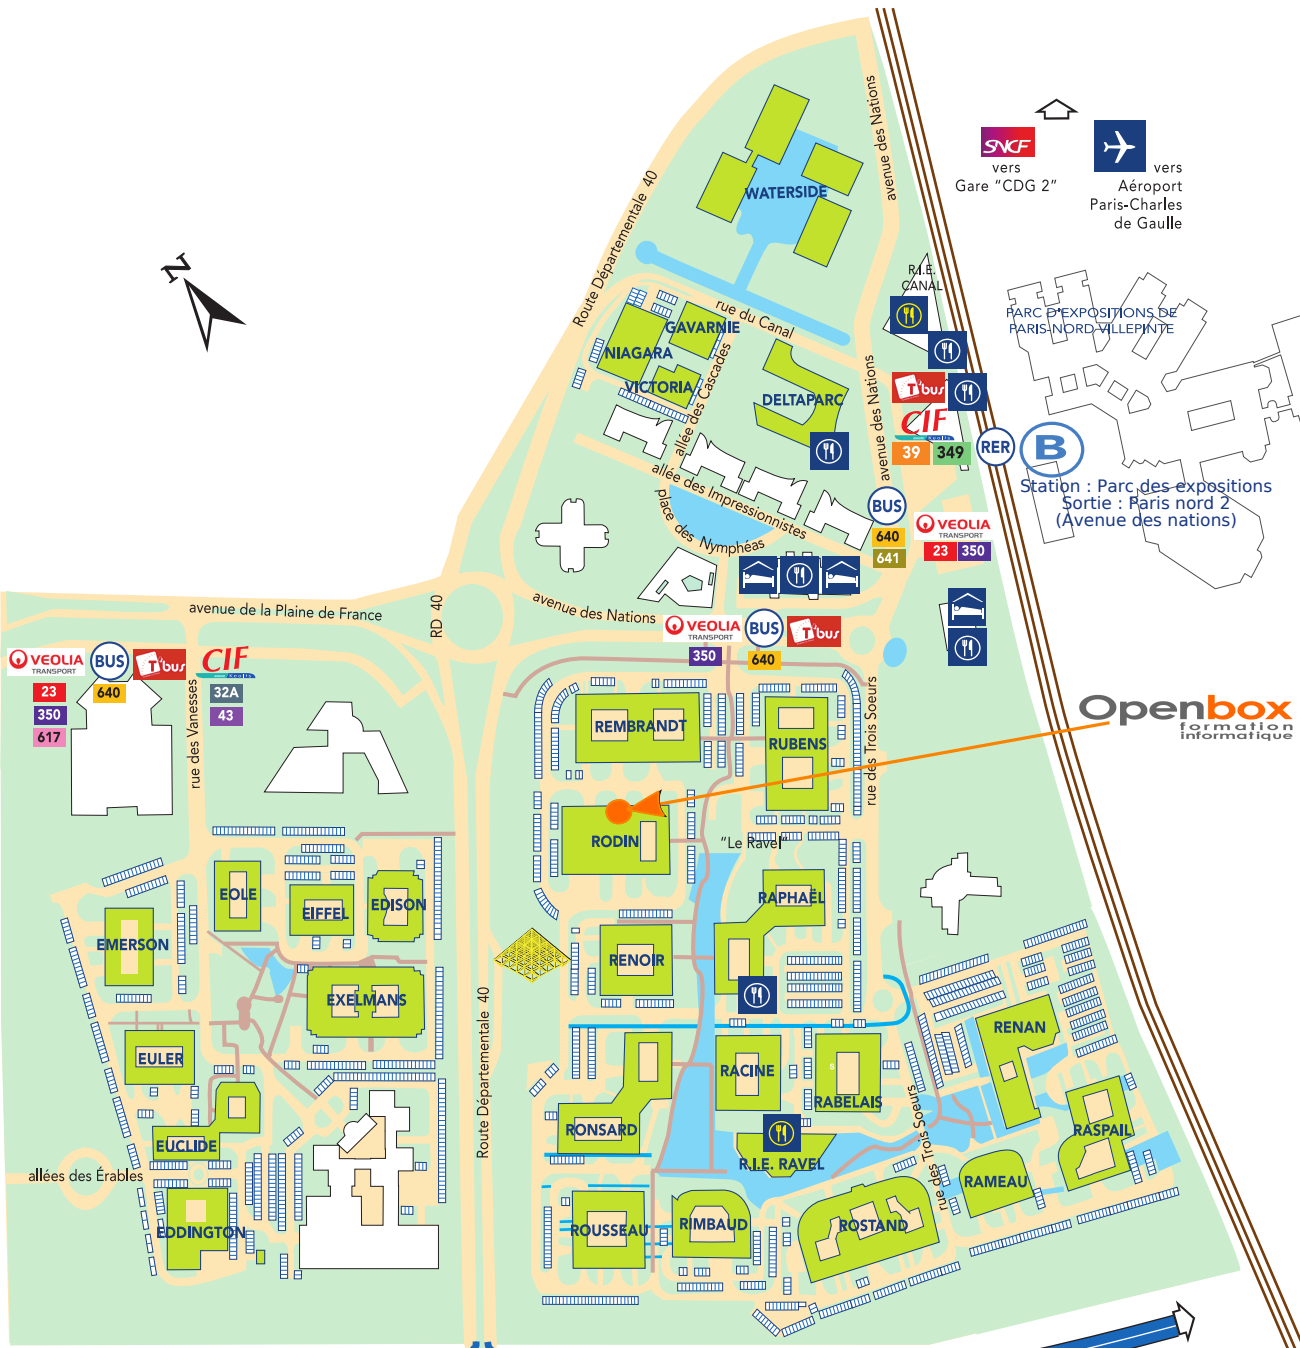 SNCF
vers
Gare "CDG 2"
vers
Aéroport
Paris-Charles
de Gaulle
N
avenue des Nations
avenue des Nations
Route Départementale 40
WATERSIDE
R.I.E.
CANAL
PARC D'EXPOSITIONS DE
PARIS-NORD VILLEPINTE
rue du Canal
GAVARNIE
NIAGARA
VICTORIA
allée des Cascades
DELTAPARC
avenue des Nations
T'bus
CIF
39
349
RER
B
Station : Parc des expositions
Sortie : Paris nord 2
(Avenue des nations)
allée des Impressionnistes
place des Nymphéas
BUS
640
641
VEOLIA
TRANSPORT
23
350
avenue de la Plaine de France
RD 40
avenue des Nations
VEOLIA
TRANSPORT
350
BUS
640
T'bus
VEOLIA
TRANSPORT
23
350
617
BUS
640
T'bus
CIF
32A
43
rue des Vanesses
rue des Trois Soeurs
Openbox
formation
informatique
REMBRANDT
RUBENS
RODIN
"Le Ravel"
EOLE
EIFFEL
EDISON
RAPHAËL
EMERSON
RENOIR
EXELMANS
Route Départementale 40
RENAN
EULER
RACINE
RABELAIS
rue des Trois Soeurs
EUCLIDE
RONSARD
RASPAIL
R.I.E. RAVEL
allées des Érables
RAMEAU
EDDINGTON
ROUSSEAU
RIMBAUD
ROSTAND